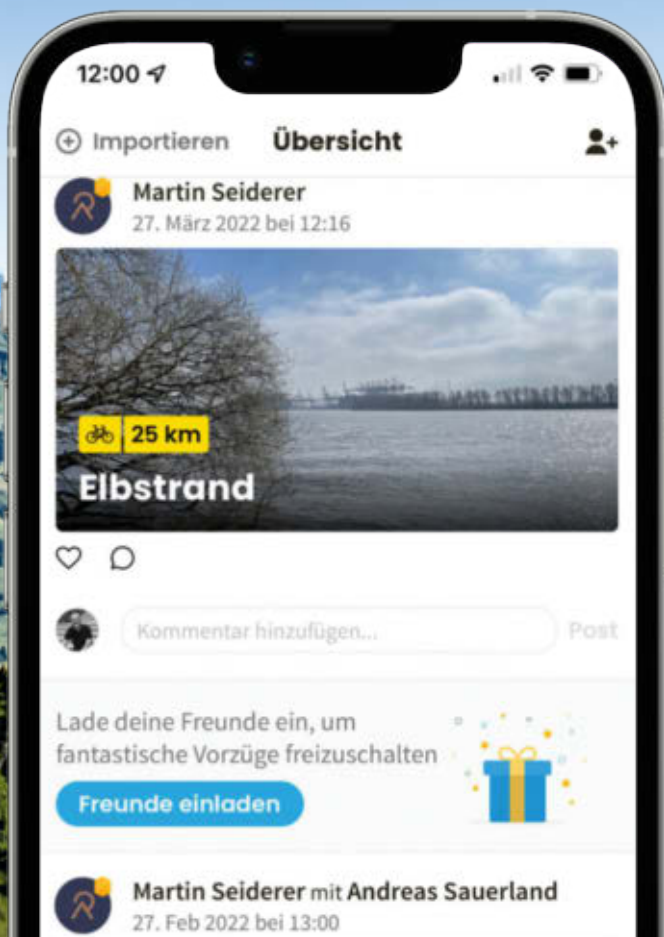 12:00
Importieren Übersicht
Martin Seiderer
27. März 2022 bei 12:16
25 km
Elbstrand
Kommentar hinzufügen... Post
Lade deine Freunde ein, um
fantastische Vorzüge freizuschalten
Freunde einladen
Martin Seiderer mit Andreas Sauerland
27. Feb 2022 bei 13:00